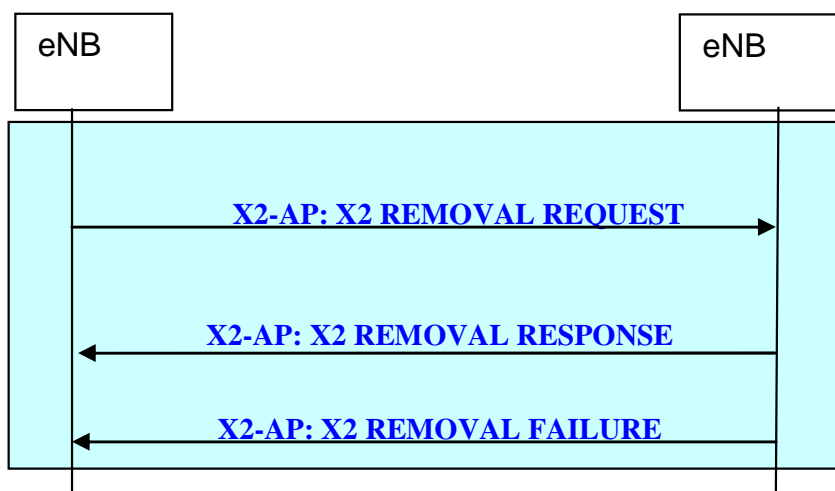 eNB
eNB
X2-AP: X2 REMOVAL REQUEST
X2-AP: X2 REMOVAL RESPONSE
X2-AP: X2 REMOVAL FAILURE